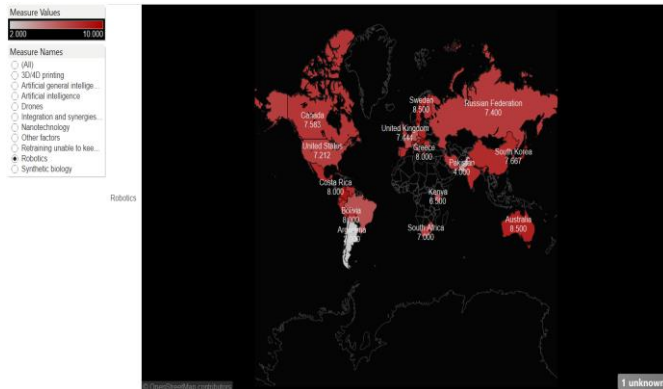 Measure Values
2.000 10.000
Measure Names
(All)
3D/4D printing
Artificial general intellige...
Artificial intelligence
Drones
Integration and synergies...
Nanotechnology
Other factors
Retraining unable to kee...
Robotics
Synthetic biology
Robotics
Sweden
8.500
Russian Federation
7.400
Canada
7.583
United Kingdom
7.444
United States
7.212
Greece
8.000
South Korea
7.667
Pakistan
4.000
Costa Rica
8.000
Kenya
6.500
Bolivia
8.000
Argentina
South Africa
7.000
Australia
8.500
© OpenStreetMap contributors
1 unknown